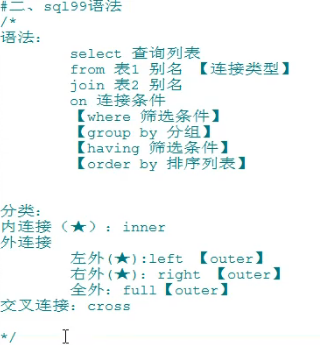 #二、sql99语法
/*
语法：
select 查询列表
from 表1 别名 【连接类型】
join 表2 别名
on 连接条件
【where 筛选条件】
【group by 分组】
【having 筛选条件】
【order by 排序列表】
分类：
内连接（★）：inner
外连接
左外(★):left 【outer】
右外(★)：right 【outer】
全外：full【outer】
交叉连接：cross
*/